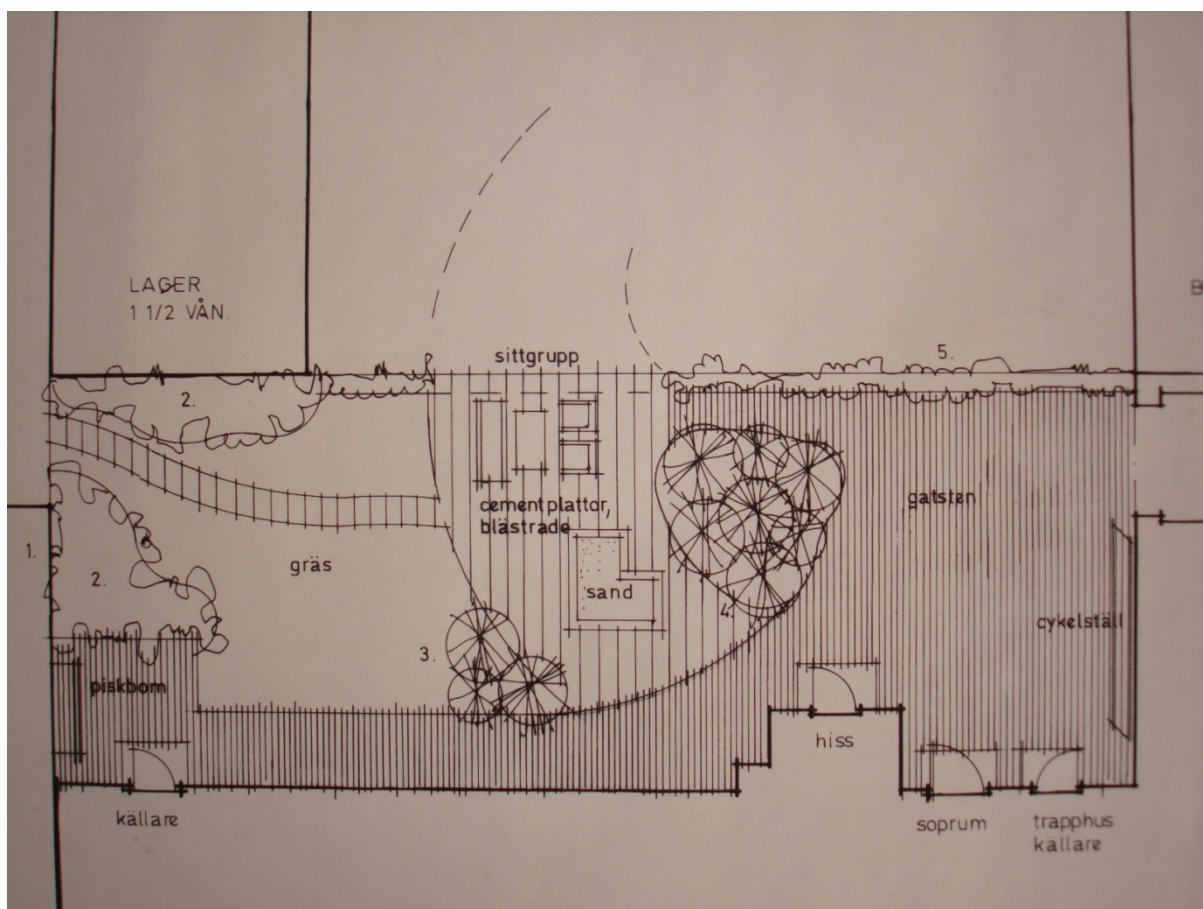 LAGER
1 1/2 VÅN.
B
sittgrupp
5.
2.
cementplattor,
blästrade
gatsten
1.
gräs
2.
sand
4.
cykelställ
3.
piskbom
hiss
källare
soprum
trapphus
källare